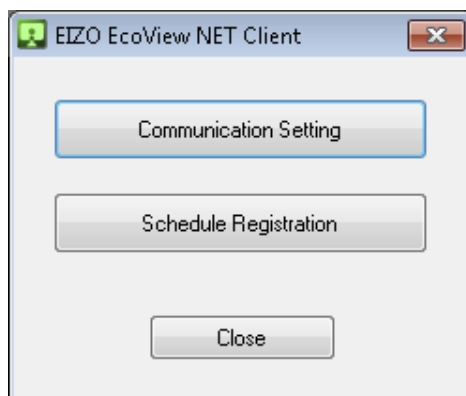 EIZO EcoView NET Client
Communication Setting
Schedule Registration
Close